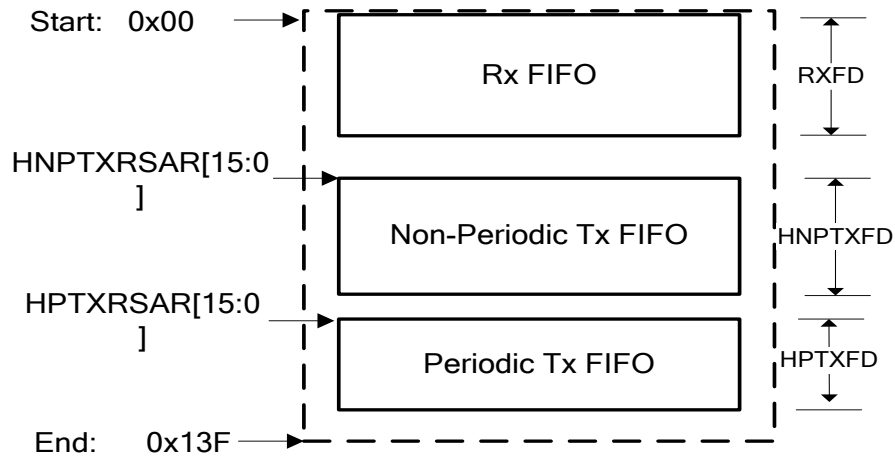 Start: 0x00
Rx FIFO
RXFD
HNPTXRSAR[15:0
]
Non-Periodic Tx FIFO
HNPTXFD
HPTXRSAR[15:0
]
Periodic Tx FIFO
HPTXFD
End: 0x13F